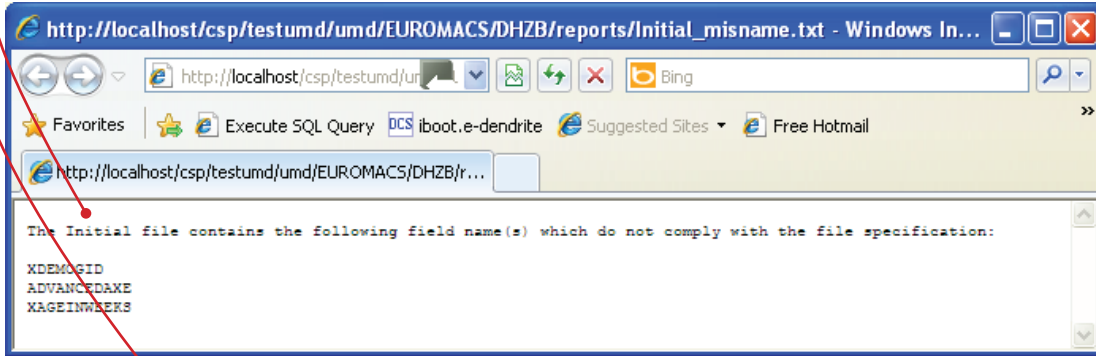 http://localhost/csp/testumd/umd/EUROMACS/DHZB/reports/Initial_misname.txt - Windows In...
http://localhost/csp/testumd/ur
Bing
Favorites
Execute SQL Query
DCS iboot.e-dendrite
Suggested Sites
Free Hotmail
»
http://localhost/csp/testumd/umd/EUROMACS/DHZB/r...
The Initial file contains the following field name(s) which do not comply with the file specification:
XDEMOGID
ADVANCEDAXE
XAGEINWEEKS